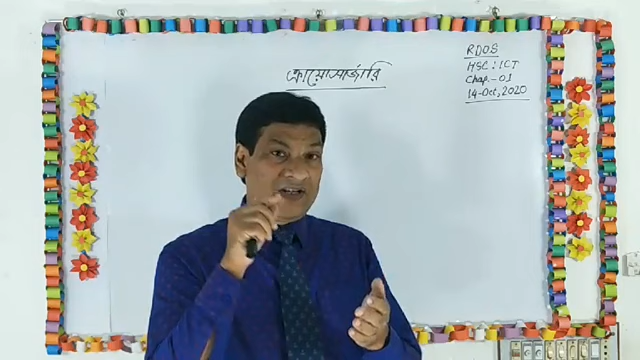 ক্রায়োসার্জারি
RDOS
HSC : ICT
Chap.- 01
14-Oct, 2020